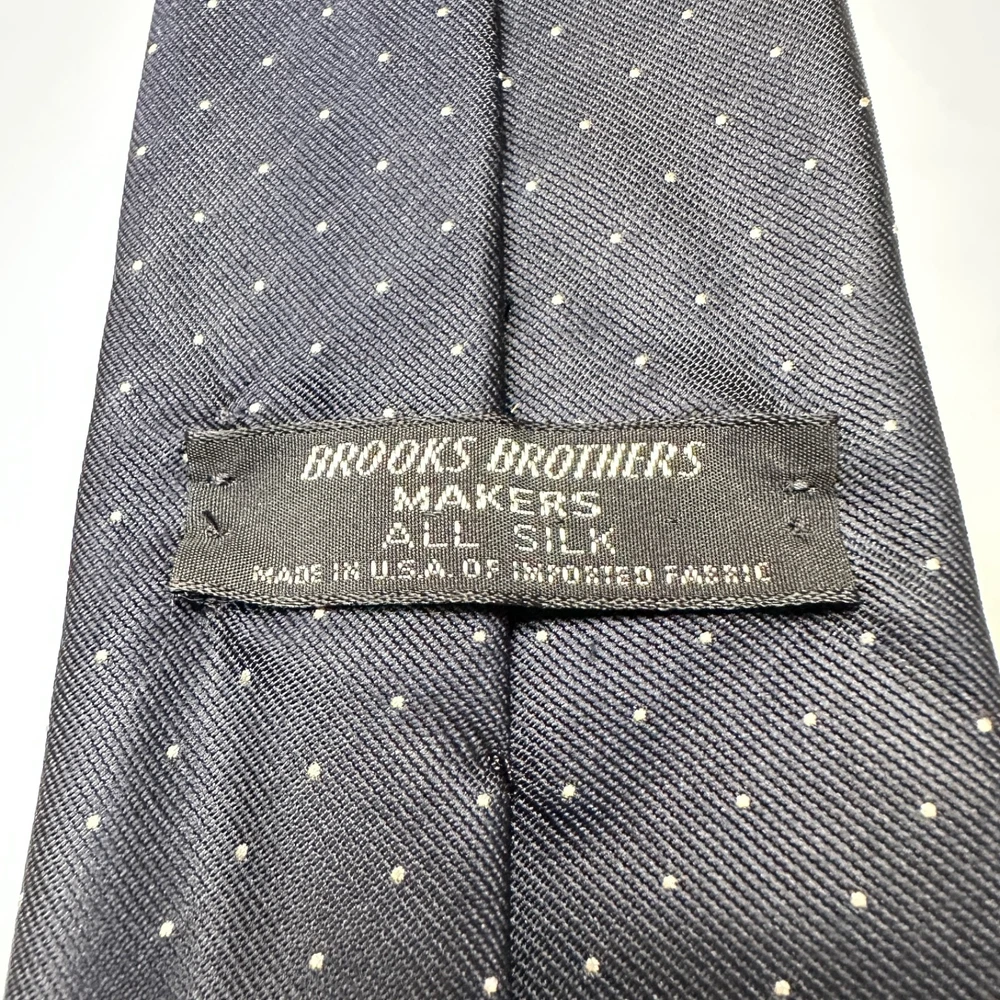 BROOKS BROTHERS
MAKERS
ALL SILK
MADE IN U.S.A. OF IMPORTED FABRIC